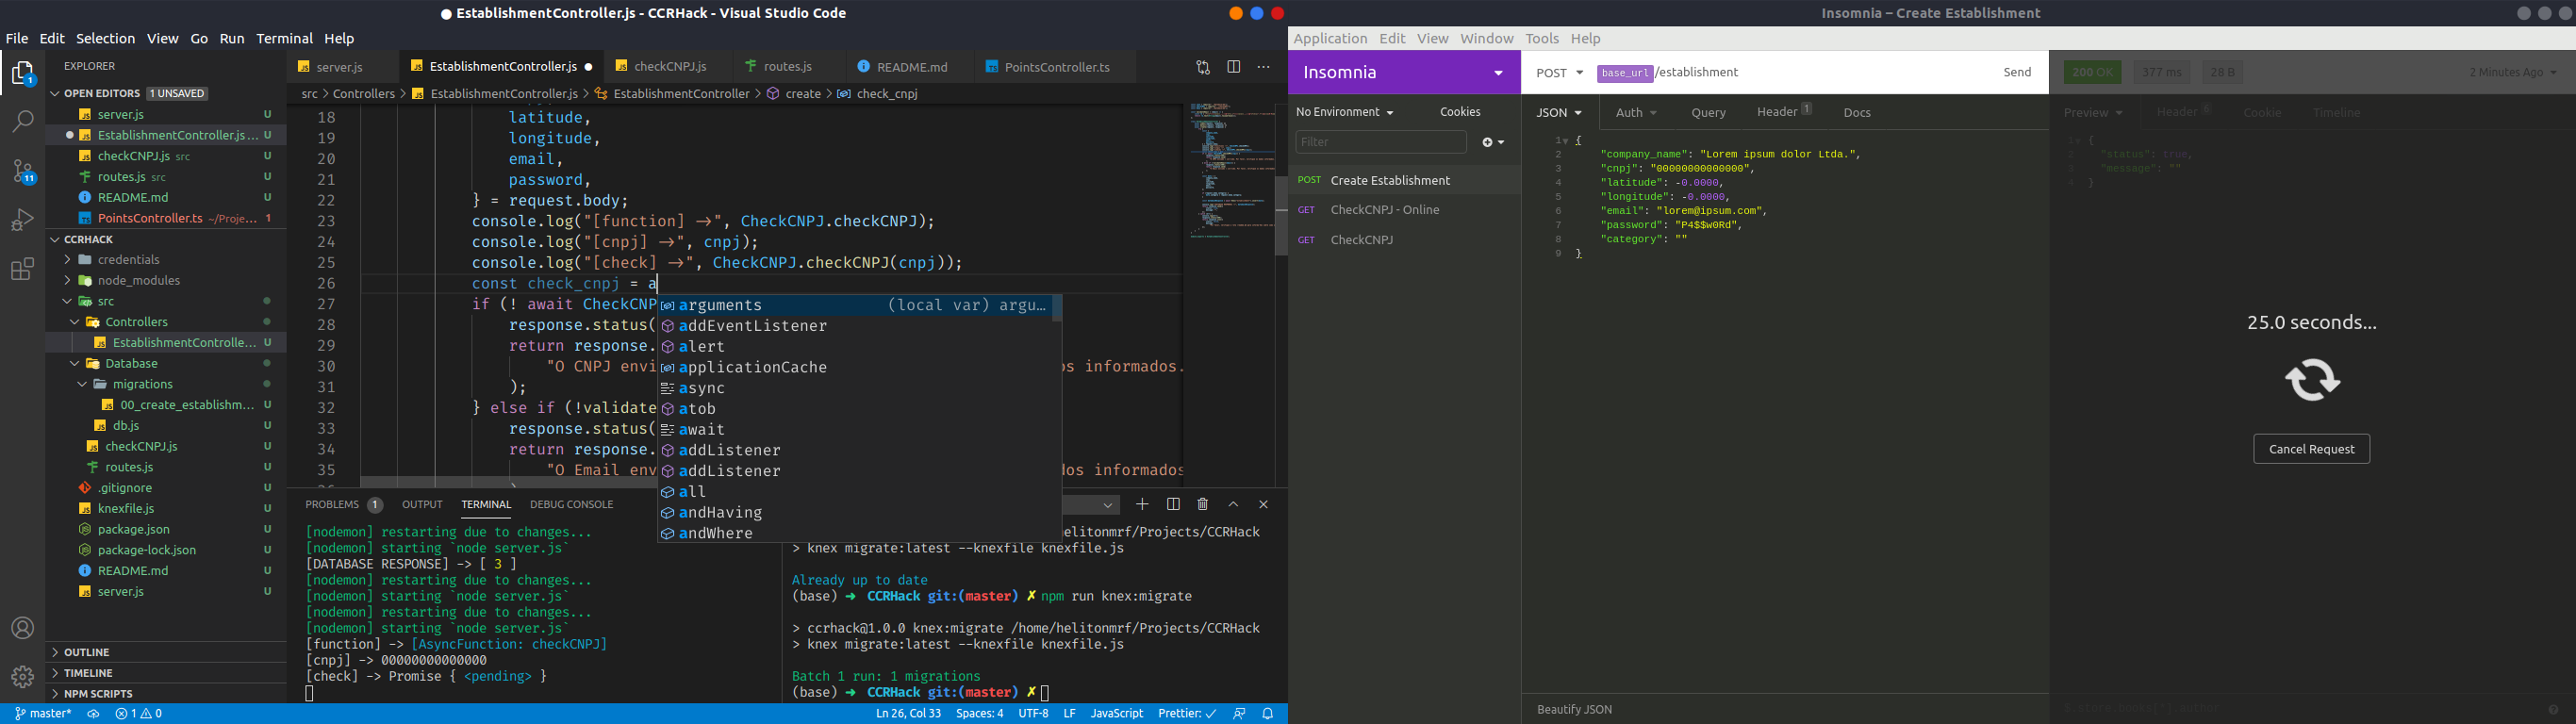 ● EstablishmentController.js - CCRHack - Visual Studio Code
File Edit Selection View Go Run Terminal Help
EXPLORER
OPEN EDITORS 1 UNSAVED
server.js U
● EstablishmentController.js... U
checkCNPJ.js src U
routes.js src U
README.md U
PointsController.ts ~/Proje... 1
CCRHACK
credentials
node_modules
src
Controllers
EstablishmentControlle... U
Database
migrations
00_create_establishm... U
db.js U
checkCNPJ.js U
routes.js U
.gitignore U
knexfile.js U
package.json U
package-lock.json U
README.md U
server.js U
OUTLINE
TIMELINE
NPM SCRIPTS
1
11
server.js EstablishmentController.js ● checkCNPJ.js routes.js README.md PointsController.ts
src > Controllers > EstablishmentController.js > EstablishmentController > create > check_cnpj
18 latitude,
19 longitude,
20 email,
21 password,
22 } = request.body;
23 console.log("[function] ->", CheckCNPJ.checkCNPJ);
24 console.log("[cnpj] ->", cnpj);
25 console.log("[check] ->", CheckCNPJ.checkCNPJ(cnpj));
26 const check_cnpj = a
27 if (! await CheckCNP
28 response.status(
29 return response.
30 "O CNPJ envi os informados.
31 );
32 } else if (!validate
33 response.status(
34 return response.
35 "O Email env dos informados
arguments (local var) argu...
addEventListener
alert
applicationCache
async
atob
await
addListener
addListener
all
andHaving
andWhere
PROBLEMS 1 OUTPUT TERMINAL DEBUG CONSOLE
[nodemon] restarting due to changes...
[nodemon] starting `node server.js`
[DATABASE RESPONSE] -> [ 3 ]
[nodemon] restarting due to changes...
[nodemon] starting `node server.js`
[nodemon] restarting due to changes...
[nodemon] starting `node server.js`
[function] -> [AsyncFunction: checkCNPJ]
[cnpj] -> 00000000000000
[check] -> Promise { <pending> }
helitonmrf/Projects/CCRHack
> knex migrate:latest --knexfile knexfile.js
Already up to date
(base) ➜ CCRHack git:(master) ✗ npm run knex:migrate
> ccrhack@1.0.0 knex:migrate /home/helitonmrf/Projects/CCRHack
> knex migrate:latest --knexfile knexfile.js
Batch 1 run: 1 migrations
(base) ➜ CCRHack git:(master) ✗
master* 1 0 Ln 26, Col 33 Spaces: 4 UTF-8 LF JavaScript Prettier: ✓
Insomnia – Create Establishment
Application Edit View Window Tools Help
Insomnia
No Environment Cookies
Filter
POST Create Establishment
GET CheckCNPJ - Online
GET CheckCNPJ
POST base_url/establishment Send
JSON Auth Query Header 1 Docs
1 {
2 "company_name": "Lorem ipsum dolor Ltda.",
3 "cnpj": "00000000000000",
4 "latitude": -0.0000,
5 "longitude": -0.0000,
6 "email": "lorem@ipsum.com",
7 "password": "P4$$w0Rd",
8 "category": ""
9 }
Beautify JSON
200 OK 377 ms 28 B 2 Minutes Ago
Preview Header 6 Cookie Timeline
1 {
2 "status": true,
3 "message": ""
4 }
25.0 seconds...
Cancel Request